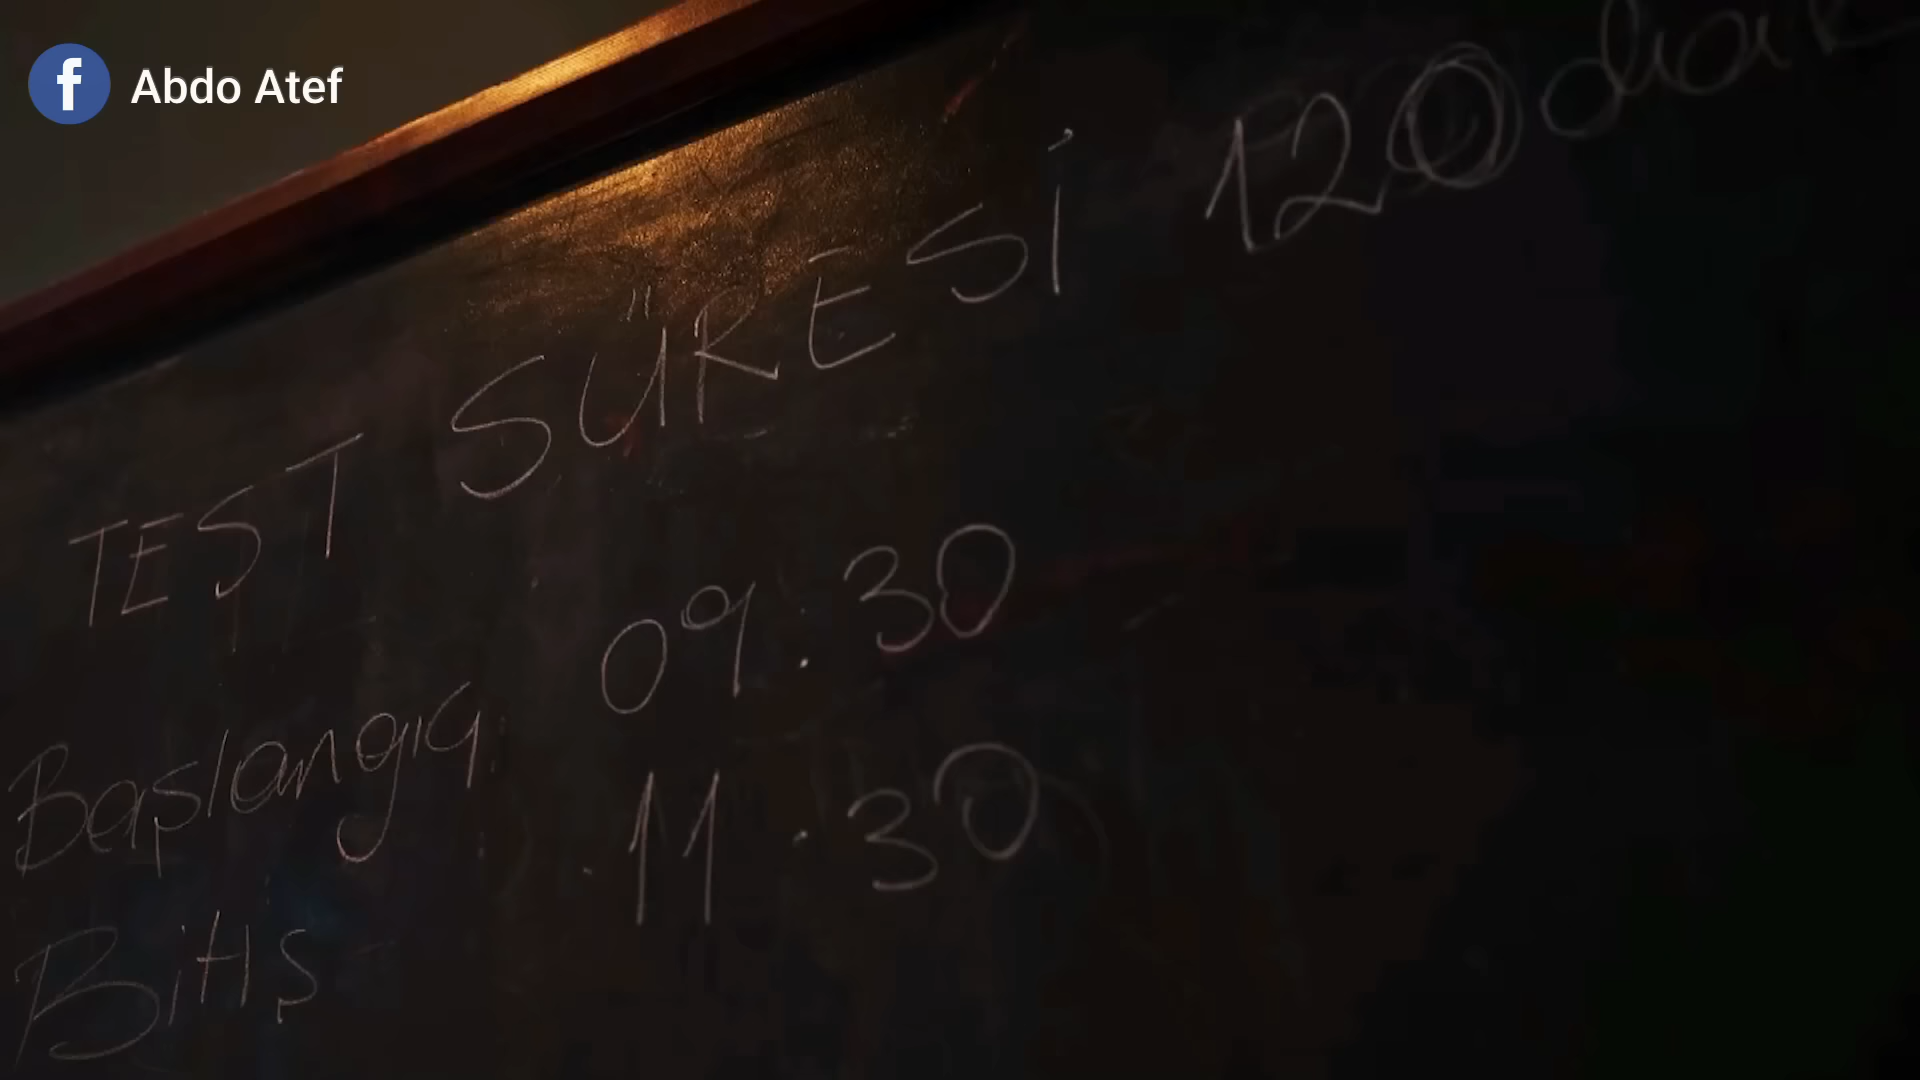 Abdo Atef
TEST SÜRESİ 120
Başlangıç 09:30
Bitiş 11:30